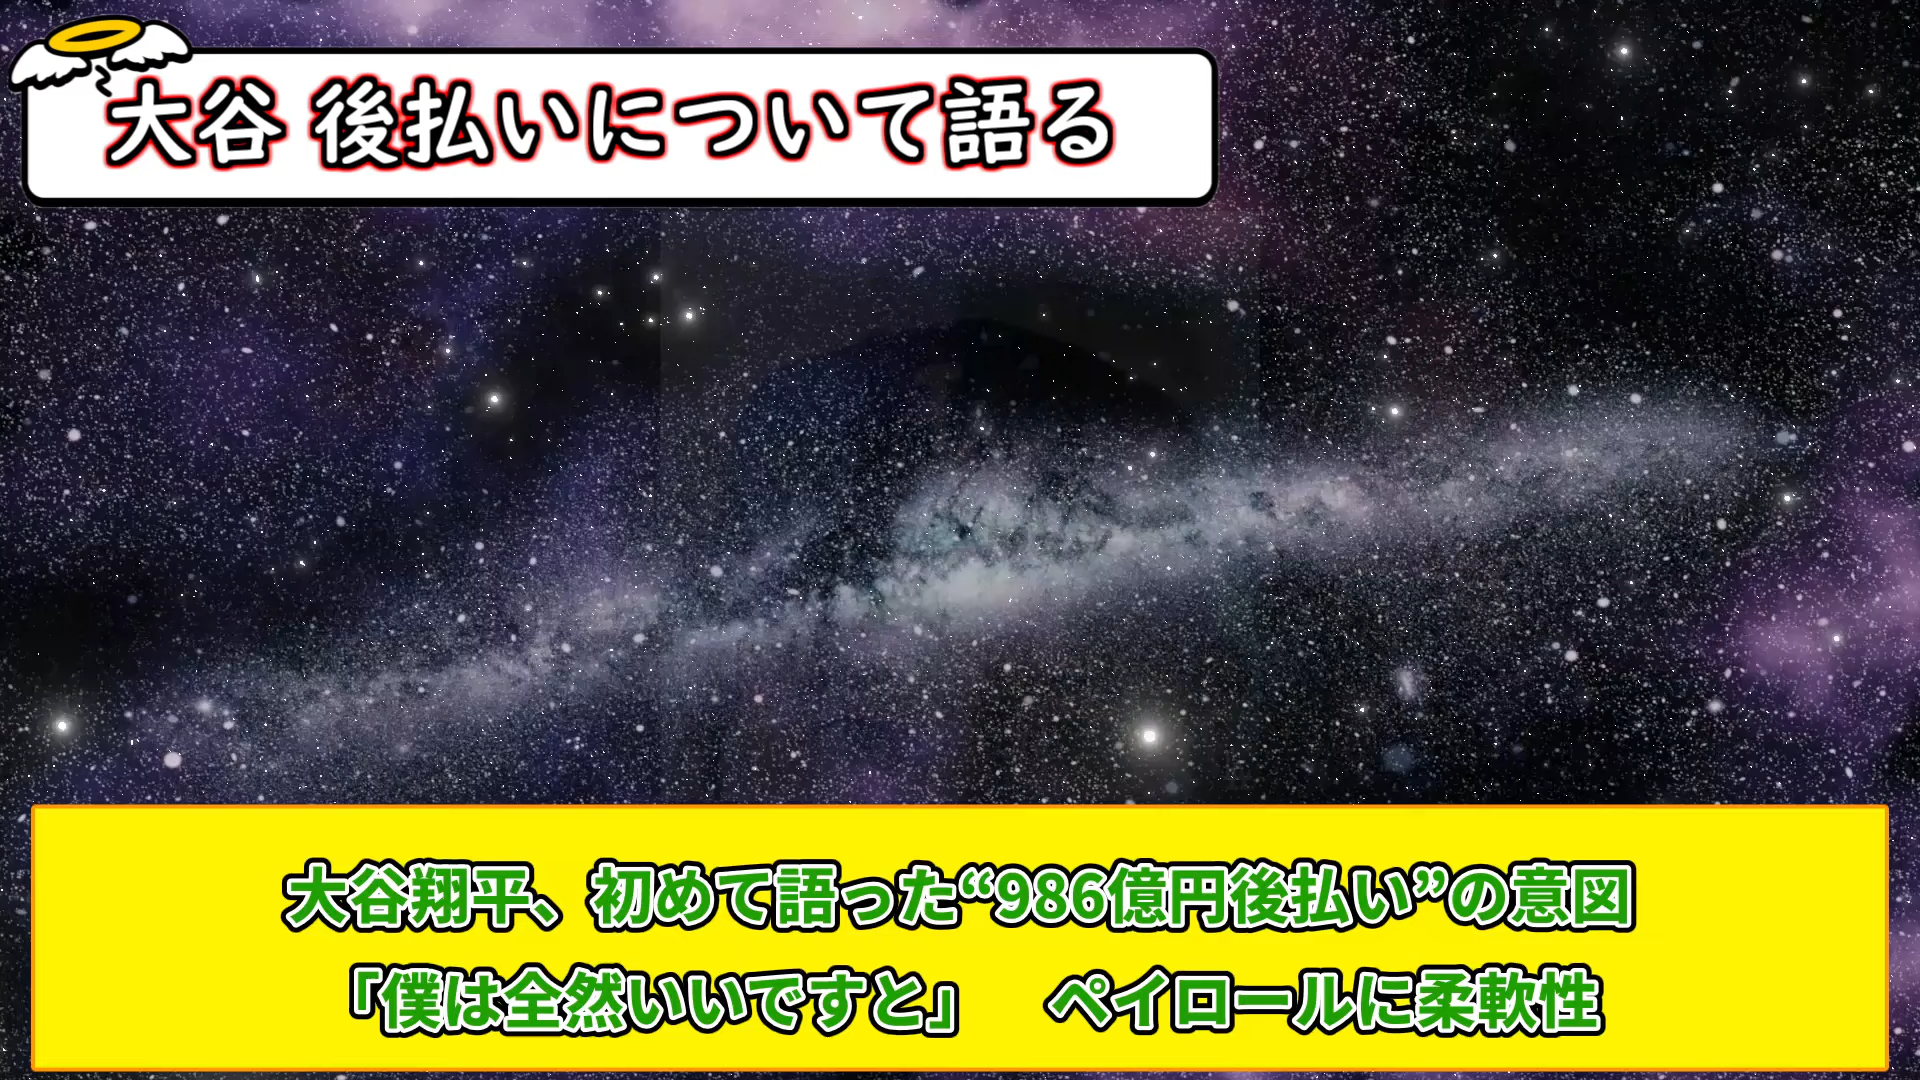 大谷 後払いについて語る
大谷翔平、初めて語った“986億円後払い”の意図
「僕は全然いいですと」　ペイロールに柔軟性